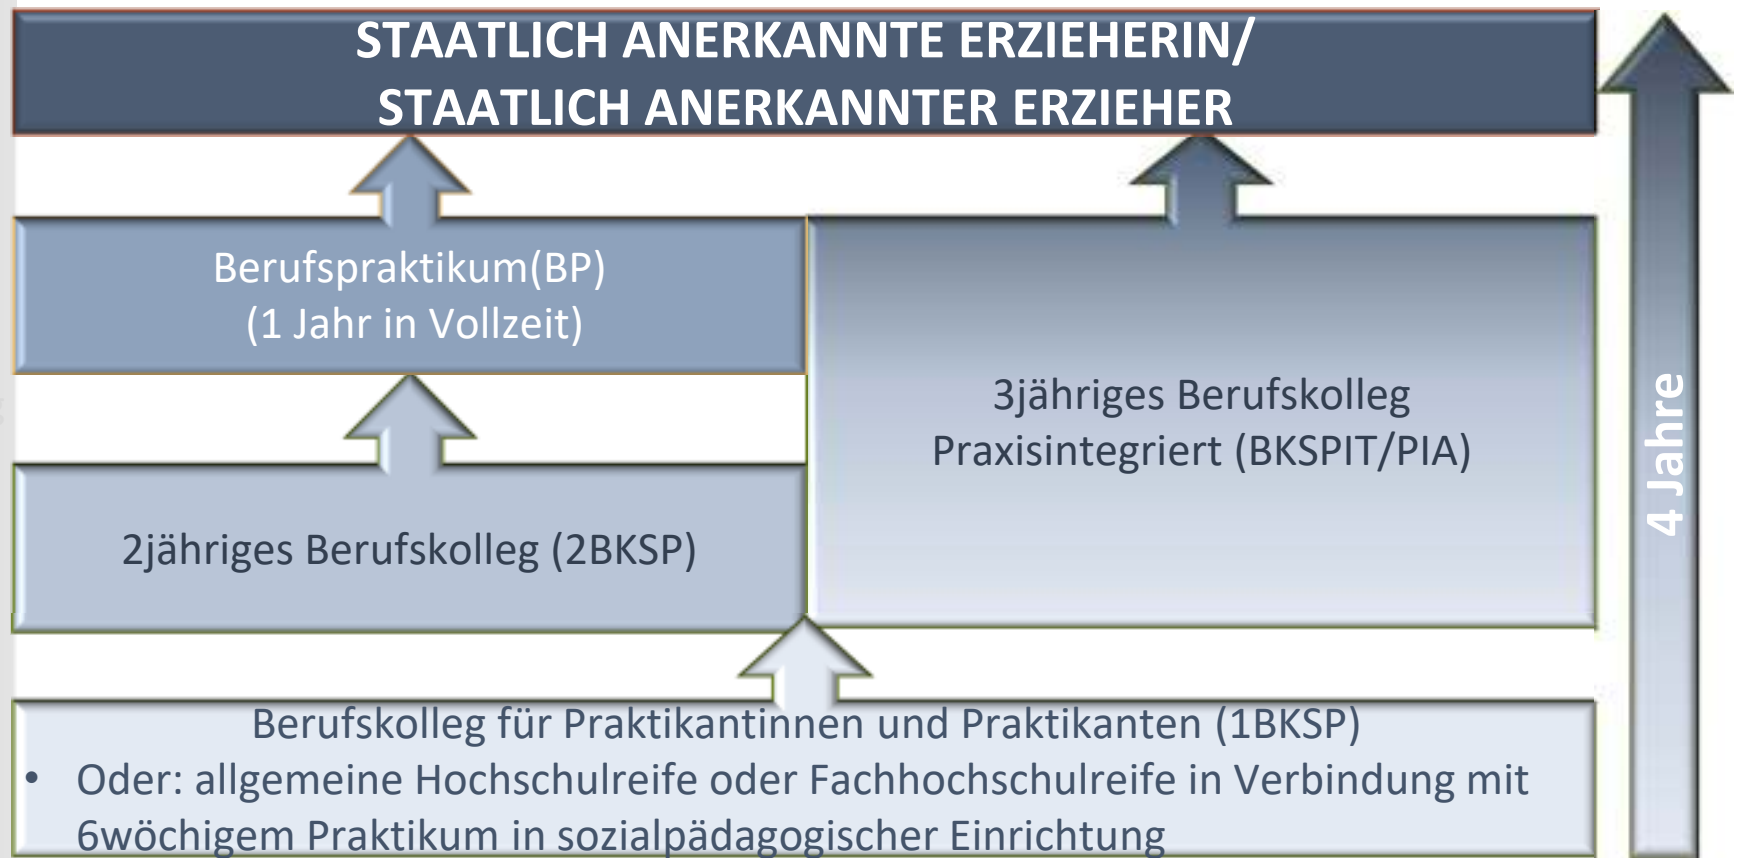 STAATLICH ANERKANNTE ERZIEHERIN/
STAATLICH ANERKANNTER ERZIEHER
Berufspraktikum(BP)
(1 Jahr in Vollzeit)
3jähriges Berufskolleg
Praxisintegriert (BKSPIT/PIA)
2jähriges Berufskolleg (2BKSP)
4 Jahre
Berufskolleg für Praktikantinnen und Praktikanten (1BKSP)
• Oder: allgemeine Hochschulreife oder Fachhochschulreife in Verbindung mit
6wöchigem Praktikum in sozialpädagogischer Einrichtung